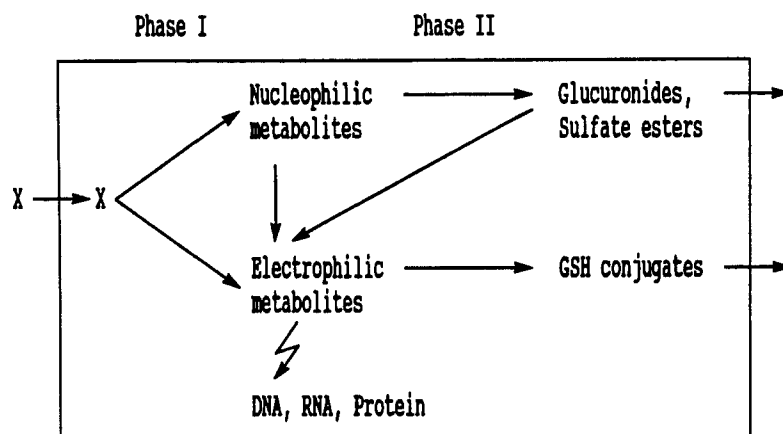 Phase I
Phase II
Nucleophilic
metabolites
Glucuronides,
Sulfate esters
X
X
Electrophilic
metabolites
GSH conjugates
DNA, RNA, Protein